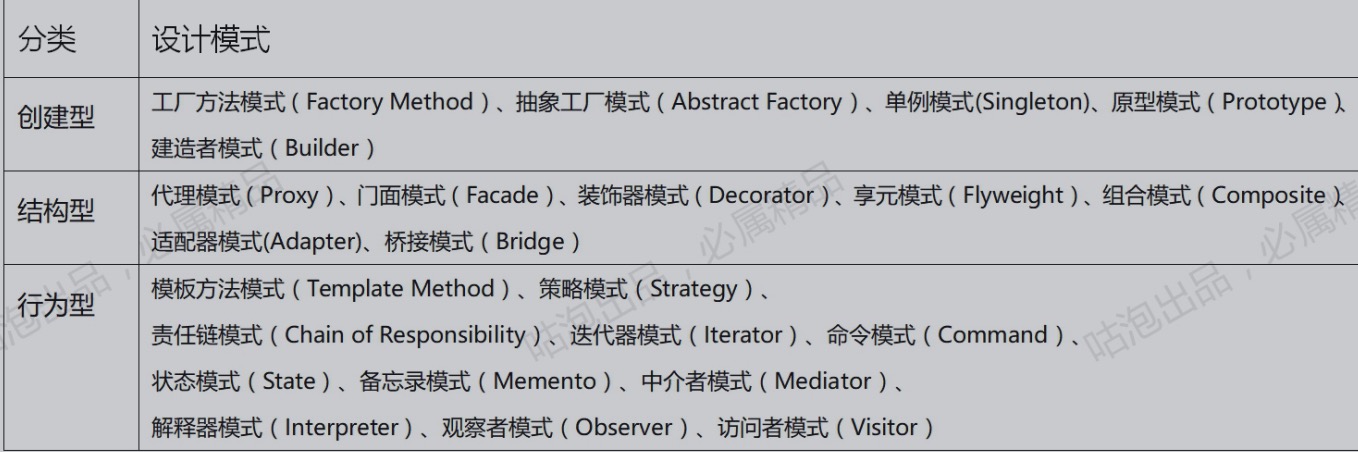 分类 设计模式
创建型 工厂方法模式（Factory Method）、抽象工厂模式（Abstract Factory）、单例模式(Singleton)、原型模式（Prototype）、
建造者模式（Builder）
结构型 代理模式（Proxy）、门面模式（Facade）、装饰器模式（Decorator）、享元模式（Flyweight）、组合模式（Composite）、
适配器模式(Adapter)、桥接模式（Bridge）
行为型 模板方法模式（Template Method）、策略模式（Strategy）、
责任链模式（Chain of Responsibility）、迭代器模式（Iterator）、命令模式（Command）、
状态模式（State）、备忘录模式（Memento）、中介者模式（Mediator）、
解释器模式（Interpreter）、观察者模式（Observer）、访问者模式（Visitor）
泡出品，必属精品
咕泡出品，必属精品
咕泡出品，必属精